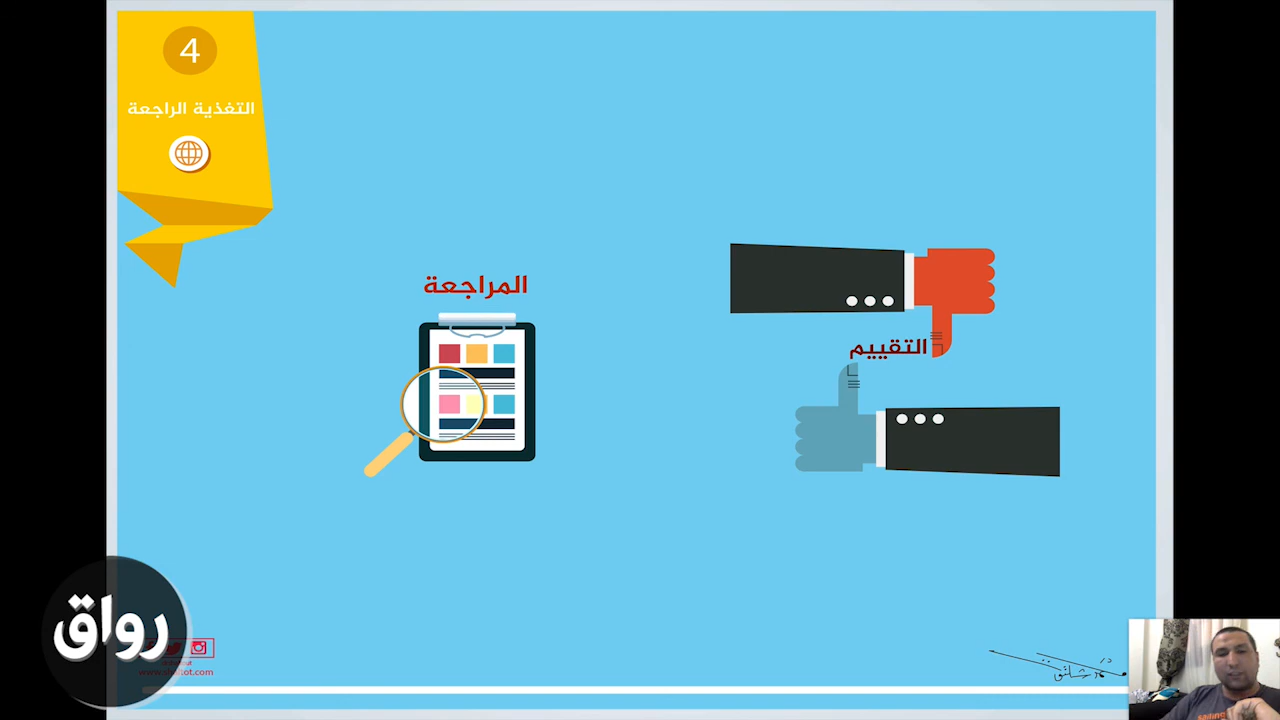 4
التغذية الراجعة
المراجعة
التقييم
رواق